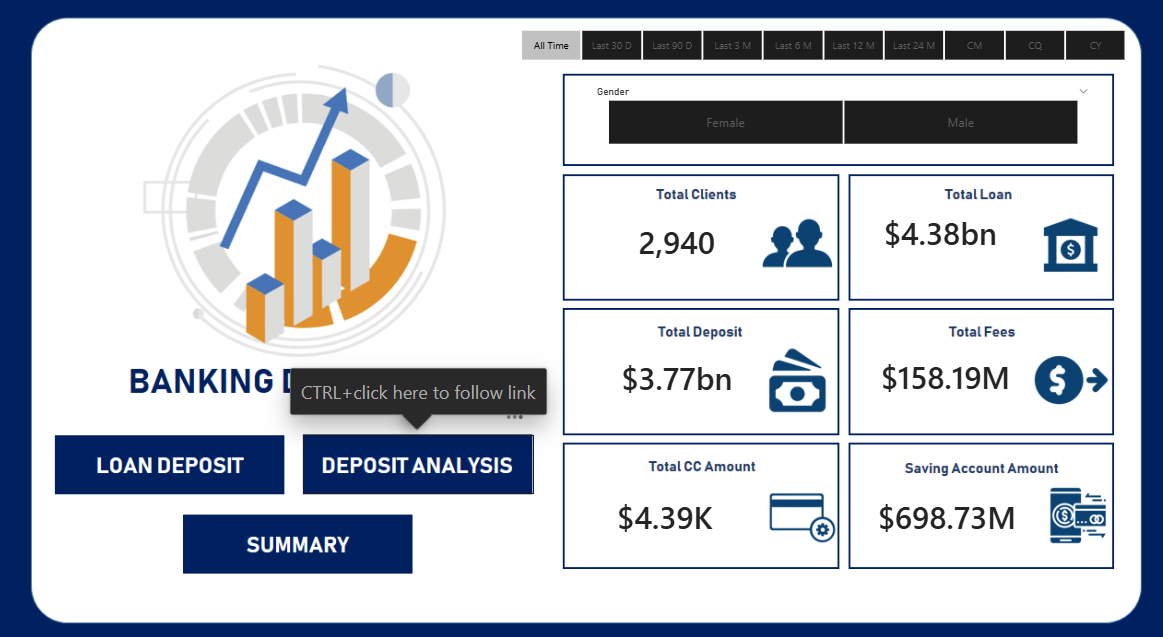 All Time Last 30 D Last 90 D Last 3 M Last 6 M Last 12 M Last 24 M CM CQ CY
Gender
Female Male
Total Clients
2,940
Total Loan
$4.38bn
Total Deposit
$3.77bn
Total Fees
$158.19M
Total CC Amount
$4.39K
Saving Account Amount
$698.73M
BANKING D
CTRL+click here to follow link
LOAN DEPOSIT
DEPOSIT ANALYSIS
SUMMARY